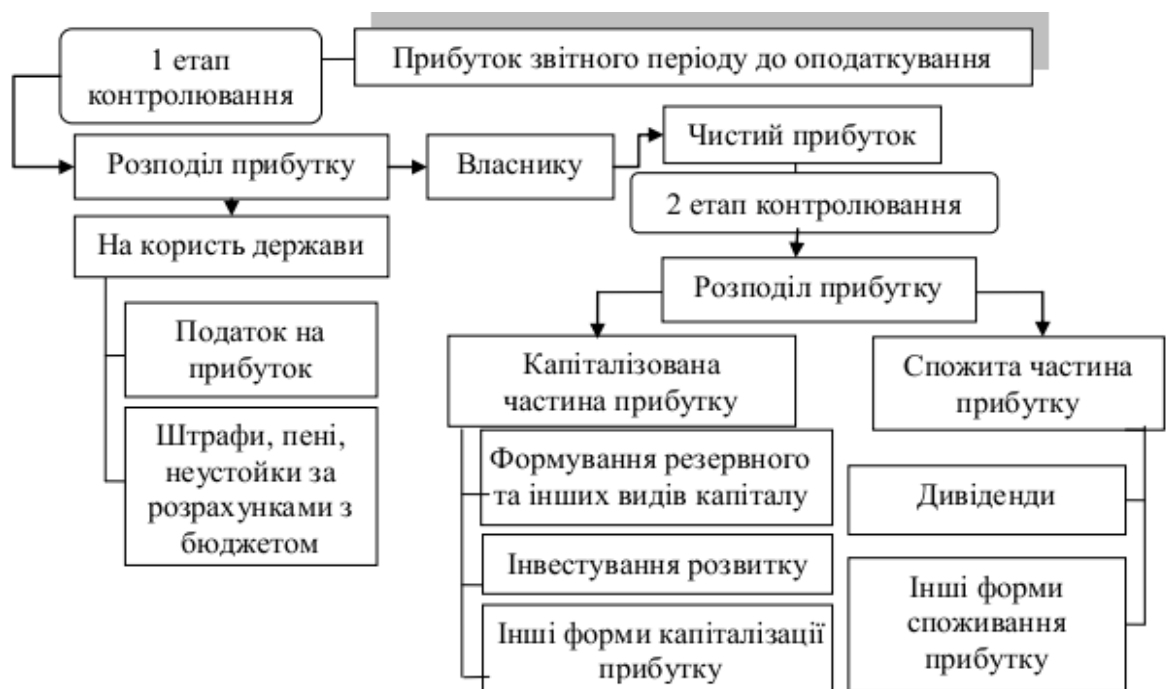 1 етап
контролювання
Прибуток звітного періоду до оподаткування
Розподіл прибутку
Власнику
Чистий прибуток
2 етап контролювання
На користь держави
Податок на
прибуток
Штрафи, пені,
неустойки за
розрахунками з
бюджетом
Розподіл прибутку
Капіталізована
частина прибутку
Формування резервного
та інших видів капіталу
Інвестування розвитку
Інші форми капіталізації
прибутку
Спожита частина
прибутку
Дивіденди
Інші форми
споживання
прибутку